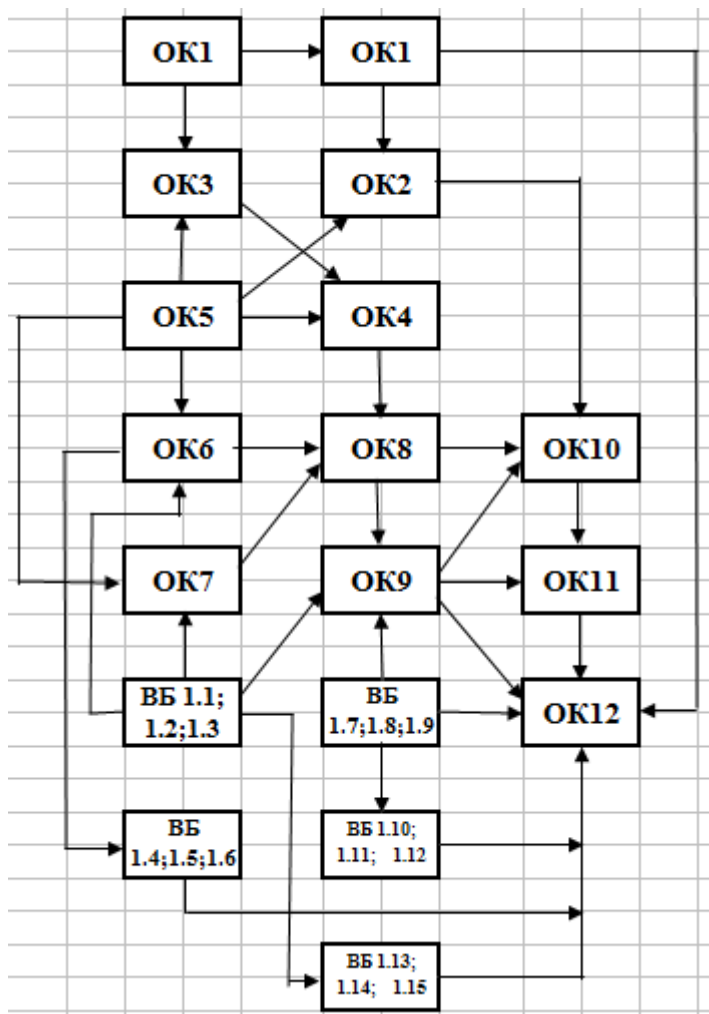 ОК1
ОК1
ОК3
ОК2
ОК5
ОК4
ОК6
ОК8
ОК10
ОК7
ОК9
ОК11
ВБ 1.1;
1.2;1.3
ВБ
1.7;1.8;1.9
ОК12
ВБ
1.4;1.5;1.6
ВБ 1.10;
1.11; 1.12
ВБ 1.13;
1.14; 1.15